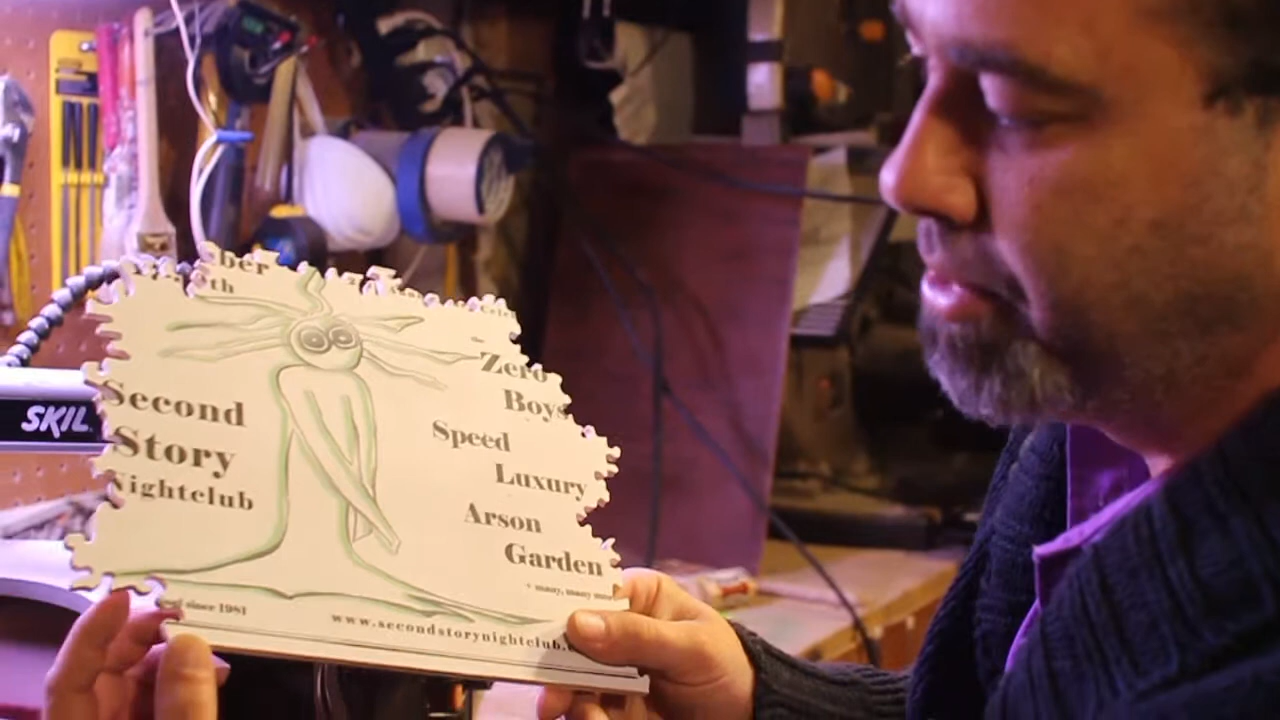 Zero
Boys
Speed
Luxury
Arson
Garden
Second
Story
Nightclub
since 1981
www.secondstorynightclub.
SKIL